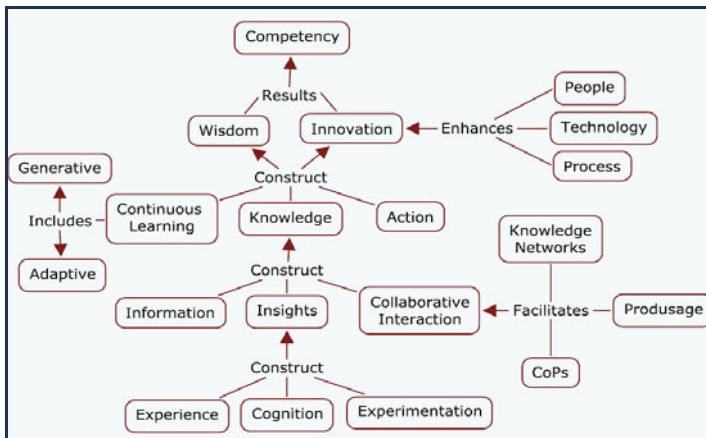 Competency
Results
People
Wisdom
Innovation
Enhances
Technology
Process
Generative
Construct
Includes
Continuous
Learning
Knowledge
Action
Knowledge
Networks
Adaptive
Construct
Information
Insights
Collaborative
Interaction
Facilitates
Produsage
Construct
CoPs
Experience
Cognition
Experimentation